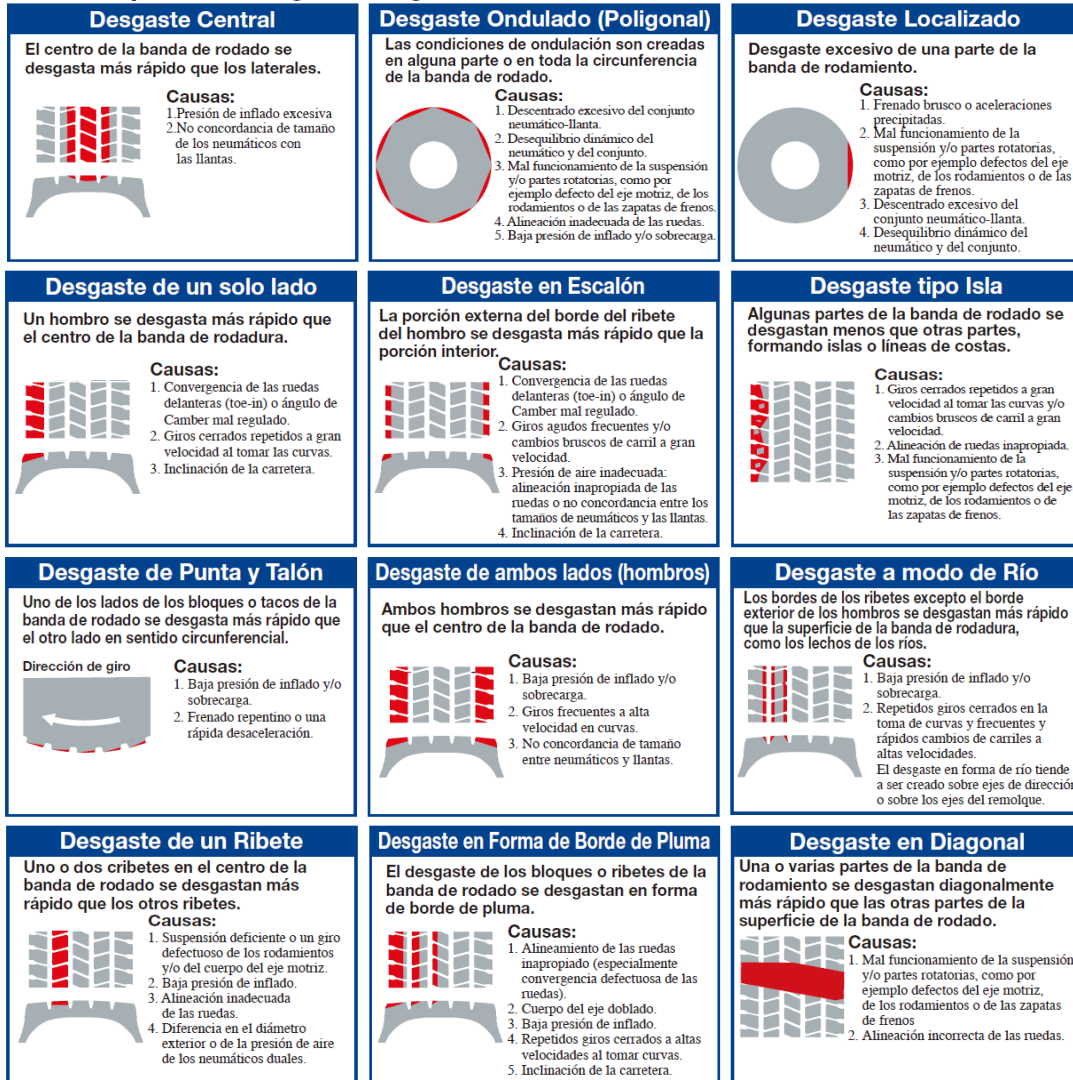 Desgaste Central
El centro de la banda de rodado se
desgasta más rápido que los laterales.
Causas:
1.Presión de inflado excesiva
2.No concordancia de tamaño
de los neumáticos con
las llantas.
Desgaste Ondulado (Poligonal)
Las condiciones de ondulación son creadas
en alguna parte o en toda la circunferencia
de la banda de rodado.
Causas:
1. Descentrado excesivo del conjunto
neumático-llanta.
2. Desequilibrio dinámico del
neumático y del conjunto.
3. Mal funcionamiento de la suspensión
y/o partes rotatorias, como por
ejemplo defecto del eje motriz, de los
rodamientos o de las zapatas de frenos.
4. Alineación inadecuada de las ruedas.
5. Baja presión de inflado y/o sobrecarga.
Desgaste Localizado
Desgaste excesivo de una parte de la
banda de rodamiento.
Causas:
1. Frenado brusco o aceleraciones
precipitadas.
2. Mal funcionamiento de la
suspensión y/o partes rotatorias,
como por ejemplo defectos del eje
motriz, de los rodamientos o de las
zapatas de frenos.
3. Descentrado excesivo del
conjunto neumático-llanta.
4. Desequilibrio dinámico del
neumático y del conjunto.
Desgaste de un solo lado
Un hombro se desgasta más rápido que
el centro de la banda de rodadura.
Causas:
1. Convergencia de las ruedas
delanteras (toe-in) o ángulo de
Camber mal regulado.
2. Giros cerrados repetidos a gran
velocidad al tomar las curvas.
3. Inclinación de la carretera.
Desgaste en Escalón
La porción externa del borde del ribete
del hombro se desgasta más rápido que la
porción interior.
Causas:
1. Convergencia de las ruedas
delanteras (toe-in) o ángulo de
Camber mal regulado.
2. Giros agudos frecuentes y/o
cambios bruscos de carril a gran
velocidad.
3. Presión de aire inadecuada:
alineación inapropiada de las
ruedas o no concordancia entre los
tamaños de neumáticos y las llantas.
4. Inclinación de la carretera.
Desgaste tipo Isla
Algunas partes de la banda de rodado se
desgastan menos que otras partes,
formando islas o líneas de costas.
Causas:
1. Giros cerrados repetidos a gran
velocidad al tomar las curvas y/o
cambios bruscos de carril a gran
velocidad.
2. Alineación de ruedas inapropiada.
3. Mal funcionamiento de la
suspensión y/o partes rotatorias,
como por ejemplo defectos del eje
motriz, de los rodamientos o de
las zapatas de frenos.
Desgaste de Punta y Talón
Uno de los lados de los bloques o tacos de la
banda de rodado se desgasta más rápido que
el otro lado en sentido circunferencial.
Dirección de giro
Causas:
1. Baja presión de inflado y/o
sobrecarga.
2. Frenado repentino o una
rápida desaceleración.
Desgaste de ambos lados (hombros)
Ambos hombros se desgastan más rápido
que el centro de la banda de rodado.
Causas:
1. Baja presión de inflado y/o
sobrecarga.
2. Giros frecuentes a alta
velocidad en curvas.
3. No concordancia de tamaño
entre neumáticos y llantas.
Desgaste a modo de Río
Los bordes de los ribetes excepto el borde
exterior de los hombros se desgastan más rápido
que la superficie de la banda de rodadura,
como los lechos de los ríos.
Causas:
1. Baja presión de inflado y/o
sobrecarga.
2. Repetidos giros cerrados en la
toma de curvas y frecuentes y
rápidos cambios de carriles a
altas velocidades.
El desgaste en forma de río tiende
a ser creado sobre ejes de dirección
o sobre los ejes del remolque.
Desgaste de un Ribete
Uno o dos cribetes en el centro de la
banda de rodado se desgastan más
rápido que los otros ribetes.
Causas:
1. Suspensión deficiente o un giro
defectuoso de los rodamientos
y/o del cuerpo del eje motriz.
2. Baja presión de inflado.
3. Alineación inadecuada
de las ruedas.
4. Diferencia en el diámetro
exterior o de la presión de aire
de los neumáticos duales.
Desgaste en Forma de Borde de Pluma
El desgaste de los bloques o ribetes de la
banda de rodado se desgastan en forma
de borde de pluma.
Causas:
1. Alineamiento de las ruedas
inapropiado (especialmente
convergencia defectuosa de las
ruedas).
2. Cuerpo del eje doblado.
3. Baja presión de inflado.
4. Repetidos giros cerrados a altas
velocidades al tomar curvas.
5. Inclinación de la carretera.
Desgaste en Diagonal
Una o varias partes de la banda de
rodamiento se desgastan diagonalmente
más rápido que las otras partes de la
superficie de la banda de rodado.
Causas:
1. Mal funcionamiento de la suspensión
y/o partes rotatorias, como por
ejemplo defectos del eje motriz,
de los rodamientos o de las zapatas
de frenos
2. Alineación incorrecta de las ruedas.